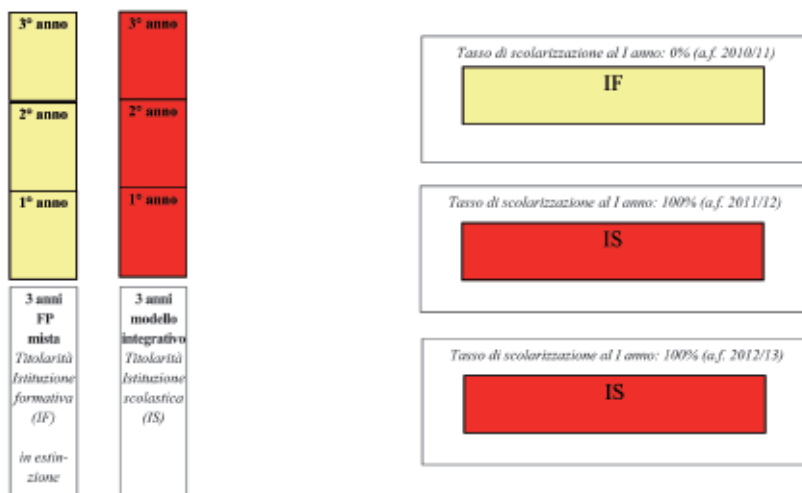 3° anno
2° anno
1° anno
3 anni
FP
mista
Titolarità
Istituzione
formativa
(IF)
in estin-
zione
3° anno
2° anno
1° anno
3 anni
modello
integrativo
Titolarità
Istituzione
scolastica
(IS)
Tasso di scolarizzazione al I anno: 0% (a.f. 2010/11)
IF
Tasso di scolarizzazione al I anno: 100% (a.f. 2011/12)
IS
Tasso di scolarizzazione al I anno: 100% (a.f. 2012/13)
IS